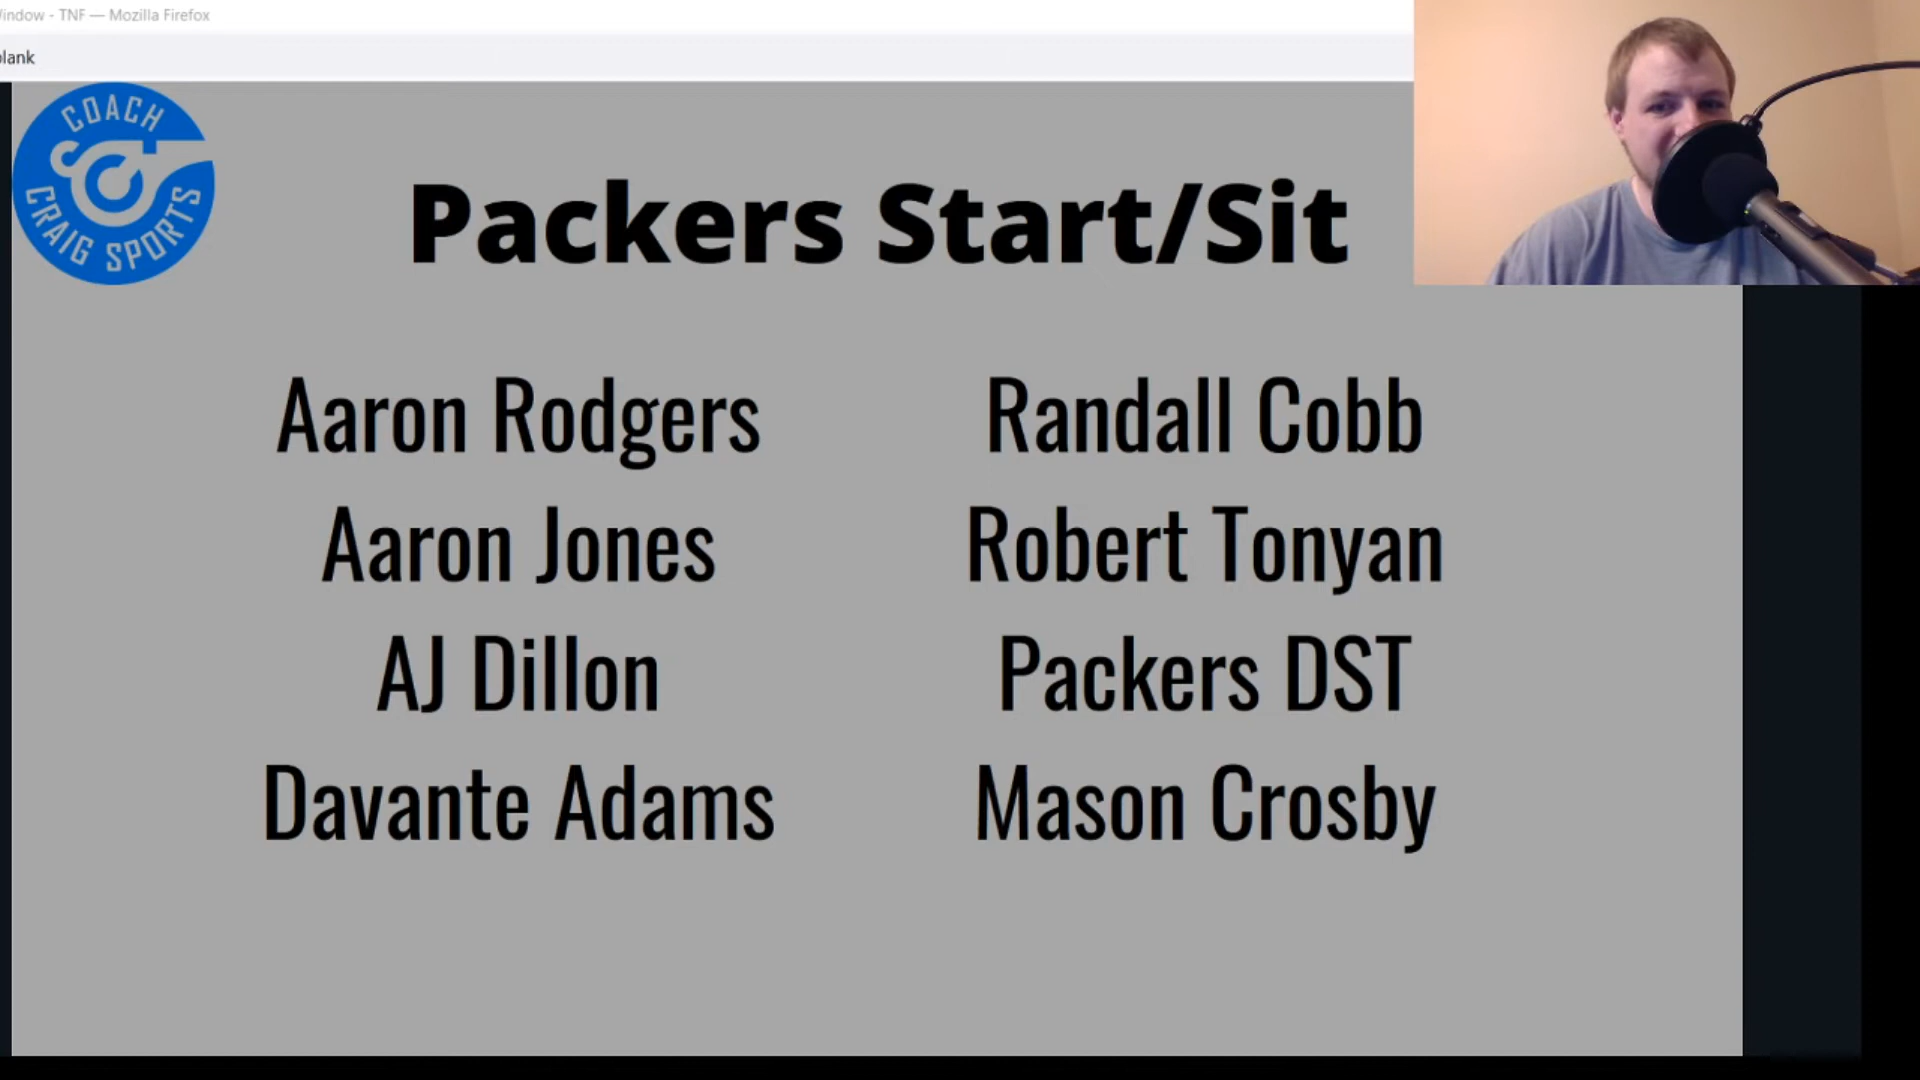 Window - TNF — Mozilla Firefox
blank
COACH
CRAIG SPORTS
Packers Start/Sit
Aaron Rodgers
Aaron Jones
AJ Dillon
Davante Adams
Randall Cobb
Robert Tonyan
Packers DST
Mason Crosby